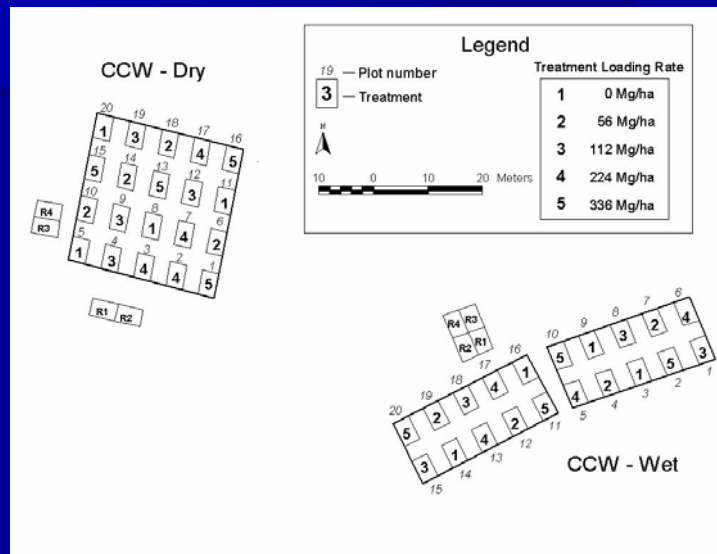 Legend
19 — Plot number
3 — Treatment
N
10 0 10 20 Meters
Treatment Loading Rate
1 0 Mg/ha
2 56 Mg/ha
3 112 Mg/ha
4 224 Mg/ha
5 336 Mg/ha
CCW - Dry
20 19 18 17 16
1 3 2 4 5
15 14 13 12 11
5 2 5 3 1
10 9 8 7 6
2 3 1 4 2
5 4 3 2 1
1 3 4 4 5
R4
R3
R1 R2
R4 R3
R2 R1
10 9 8 7 6
5 1 3 2 4
4 2 1 5 3
5 4 3 2 1
20 19 18 17 16
5 2 3 4 1
3 1 4 2 5
15 14 13 12 11
CCW - Wet